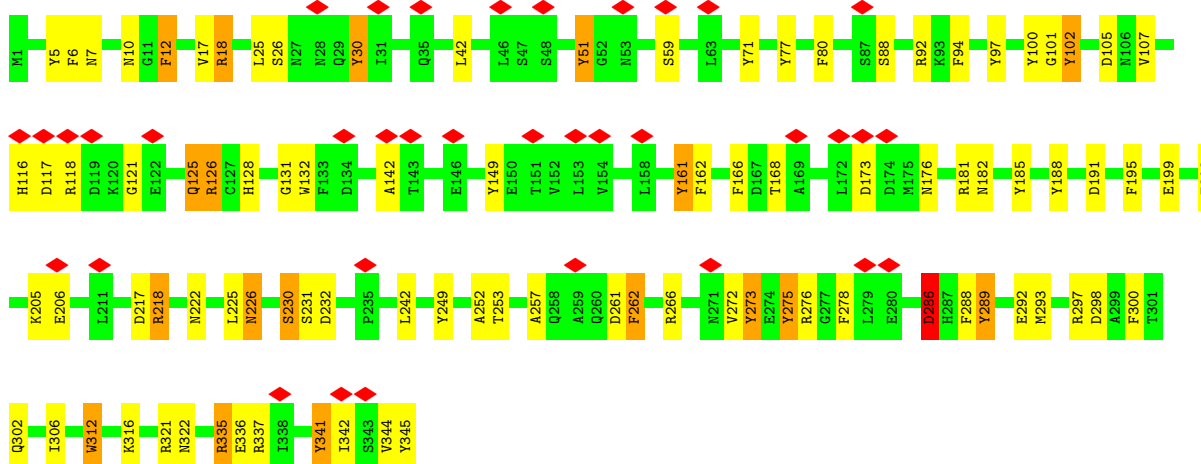 M1 Y5 F6 N7 N10 G11 F12 V17 R18 L25 S26 N27 N28 Q29 Y30 I31 Q35 L42 L46 S47 S48 Y51 G52 N53 S59 L63 Y71 Y77 F80 S87 S88 R92 K93 F94 Y97 Y100 G101 Y102 D105 N106 V107
H116 D117 R118 D119 K120 G121 E122 Q125 R126 C127 H128 G131 W132 F133 D134 A142 T143 E146 Y149 E150 T151 V152 L153 V154 L158 Y161 F162 F166 D167 T168 A169 L172 D173 D174 M175 N176 R181 N182 Y185 Y188 D191 F195 E199
K205 E206 L211 D217 R218 N222 L225 N226 S230 S231 D232 P235 L242 Y249 A252 T253 A257 Q258 A259 Q260 D261 F262 R266 N271 V272 Y273 E274 Y275 R276 G277 F278 L279 E280 D286 H287 F288 Y289 E292 M293 R297 D298 A299 F300 T301
Q302 I306 W312 K316 R321 N322 R335 E336 R337 I338 Y341 I342 S343 V344 Y345